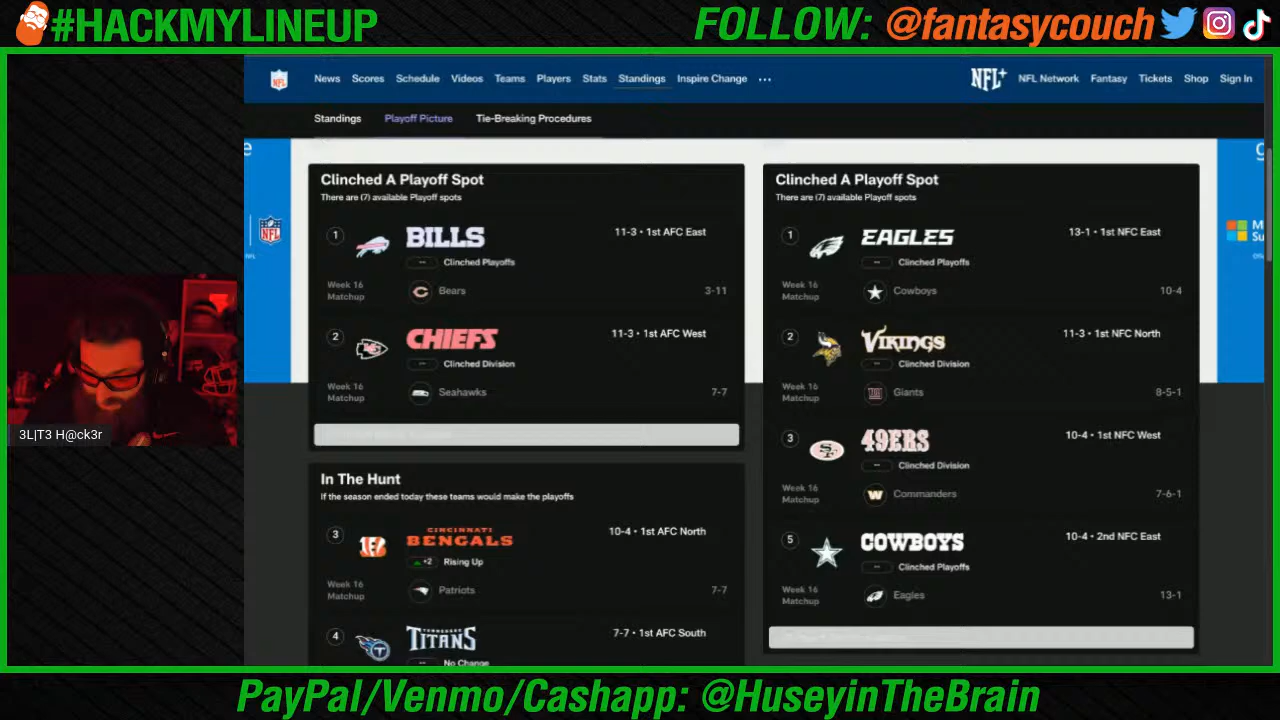 #HACKMYLINEUP
FOLLOW: @fantasycouch
NFL
News Scores Schedule Videos Teams Players Stats Standings Inspire Change ...
NFL+ NFL Network Fantasy Tickets Shop Sign In
Standings Playoff Picture Tie-Breaking Procedures
e
NFL
Clinched A Playoff Spot
There are (7) available Playoff spots
1 BILLS 11-3 • 1st AFC East
-- Clinched Playoffs
Week 16
Matchup
Bears 3-11
2 CHIEFS 11-3 • 1st AFC West
-- Clinched Division
Week 16
Matchup
Seahawks 7-7
In The Hunt
If the season ended today these teams would make the playoffs
3 CINCINNATI
BENGALS 10-4 • 1st AFC North
+2 Rising Up
Week 16
Matchup
Patriots 7-7
4 TENNESSEE
TITANS 7-7 • 1st AFC South
-- No Change
Clinched A Playoff Spot
There are (7) available Playoff spots
1 EAGLES 13-1 • 1st NFC East
-- Clinched Playoffs
Week 16
Matchup
Cowboys 10-4
2 VIKINGS 11-3 • 1st NFC North
-- Clinched Division
Week 16
Matchup
Giants 8-5-1
3 49ERS 10-4 • 1st NFC West
-- Clinched Division
Week 16
Matchup
Commanders 7-6-1
5 COWBOYS 10-4 • 2nd NFC East
-- Clinched Playoffs
Week 16
Matchup
Eagles 13-1
g
M
Su
3L|T3 H@ck3r
PayPal/Venmo/Cashapp: @HuseyinTheBrain